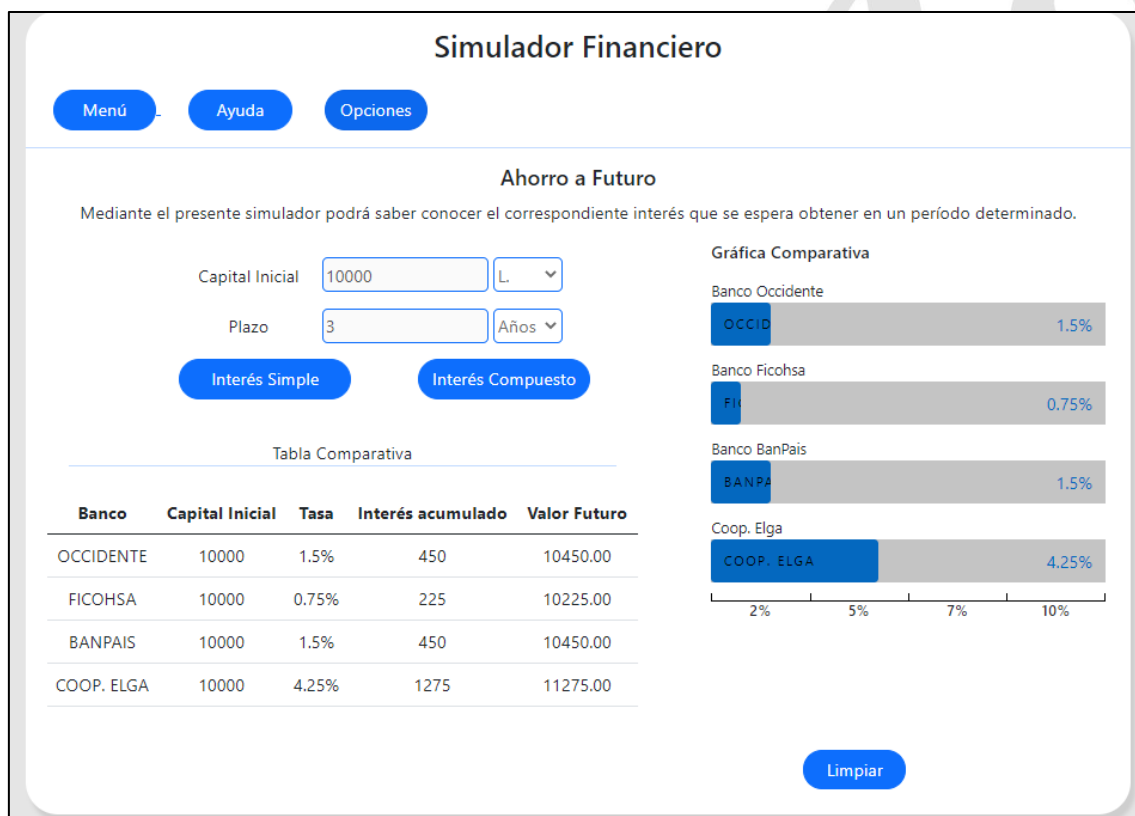 Simulador Financiero
Menú Ayuda Opciones
Ahorro a Futuro
Mediante el presente simulador podrá saber conocer el correspondiente interés que se espera obtener en un período determinado.
Capital Inicial 10000 L.
Plazo 3 Años
Interés Simple Interés Compuesto
Tabla Comparativa
Banco Capital Inicial Tasa Interés acumulado Valor Futuro
OCCIDENTE 10000 1.5% 450 10450.00
FICOHSA 10000 0.75% 225 10225.00
BANPAIS 10000 1.5% 450 10450.00
COOP. ELGA 10000 4.25% 1275 11275.00
Gráfica Comparativa
Banco Occidente
OCCID 1.5%
Banco Ficohsa
FIC 0.75%
Banco BanPais
BANPA 1.5%
Coop. Elga
COOP. ELGA 4.25%
2% 5% 7% 10%
Limpiar